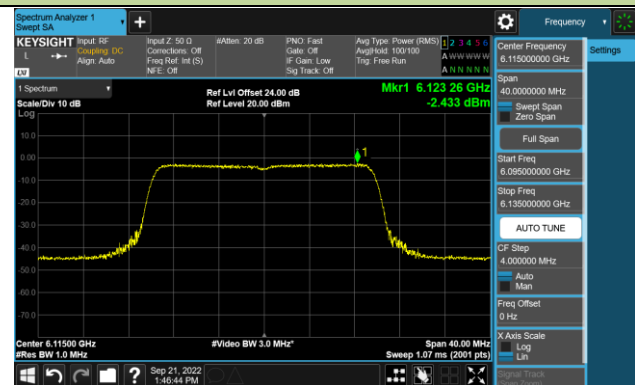 Spectrum Analyzer 1
Swept SA
+
Frequency
KEYSIGHT
L
LXI
Input: RF
Coupling: DC
Align: Auto
Input Z: 50 Ω
Corrections: Off
Freq Ref: Int (S)
NFE: Off
#Atten: 20 dB
PNO: Fast
Gate: Off
IF Gain: Low
Sig Track: Off
Avg Type: Power (RMS)
Avg|Hold: 100/100
Trig: Free Run
1 2 3 4 5 6
A W W W W W
A N N N N N
1 Spectrum
Scale/Div 10 dB
Log
Ref Lvl Offset 24.00 dB
Ref Level 20.00 dBm
Mkr1 6.123 26 GHz
-2.433 dBm
10.0
0.00
-10.0
-20.0
-30.0
-40.0
-50.0
-60.0
-70.0
1
Center 6.11500 GHz
#Res BW 1.0 MHz
#Video BW 3.0 MHz*
Span 40.00 MHz
Sweep 1.07 ms (2001 pts)
Center Frequency
6.115000000 GHz
Settings
Span
40.0000000 MHz
Swept Span
Zero Span
Full Span
Start Freq
6.095000000 GHz
Stop Freq
6.135000000 GHz
AUTO TUNE
CF Step
4.000000 MHz
Auto
Man
Freq Offset
0 Hz
X Axis Scale
Log
Lin
Signal Track
?
Sep 21, 2022
1:46:44 PM